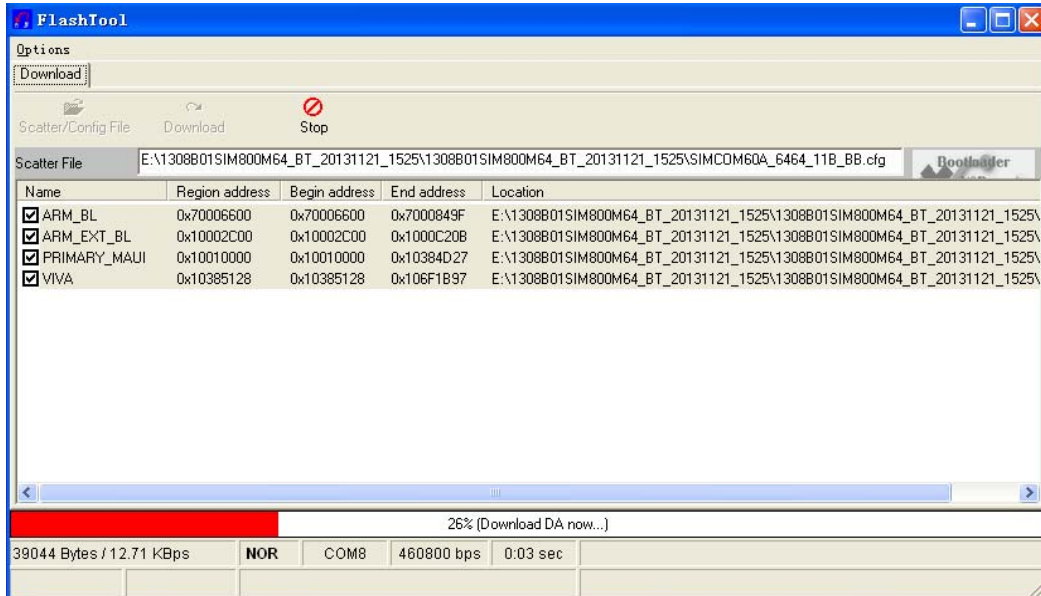 FlashTool
Options
Download
Scatter/Config File Download Stop
Scatter File E:\1308B01SIM800M64_BT_20131121_1525\1308B01SIM800M64_BT_20131121_1525\SIMCOM60A_6464_11B_BB.cfg Bootloader
Name Region address Begin address End address Location
ARM_BL 0x70006600 0x70006600 0x7000849F E:\1308B01SIM800M64_BT_20131121_1525\1308B01SIM800M64_BT_20131121_1525\
ARM_EXT_BL 0x10002C00 0x10002C00 0x1000C20B E:\1308B01SIM800M64_BT_20131121_1525\1308B01SIM800M64_BT_20131121_1525\
PRIMARY_MAUI 0x10010000 0x10010000 0x10384D27 E:\1308B01SIM800M64_BT_20131121_1525\1308B01SIM800M64_BT_20131121_1525\
VIVA 0x10385128 0x10385128 0x106F1B97 E:\1308B01SIM800M64_BT_20131121_1525\1308B01SIM800M64_BT_20131121_1525\
26% (Download DA now...)
39044 Bytes / 12.71 KBps NOR COM8 460800 bps 0:03 sec